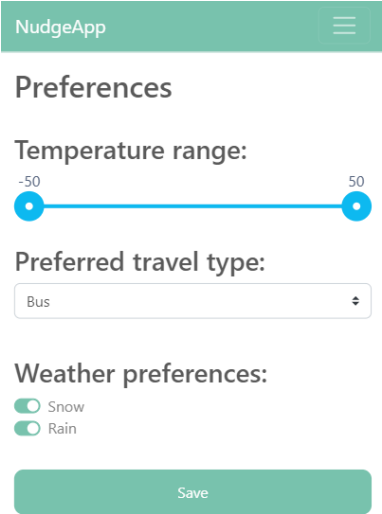 NudgeApp
Preferences
Temperature range:
-50 50
Preferred travel type:
Bus
Weather preferences:
Snow
Rain
Save